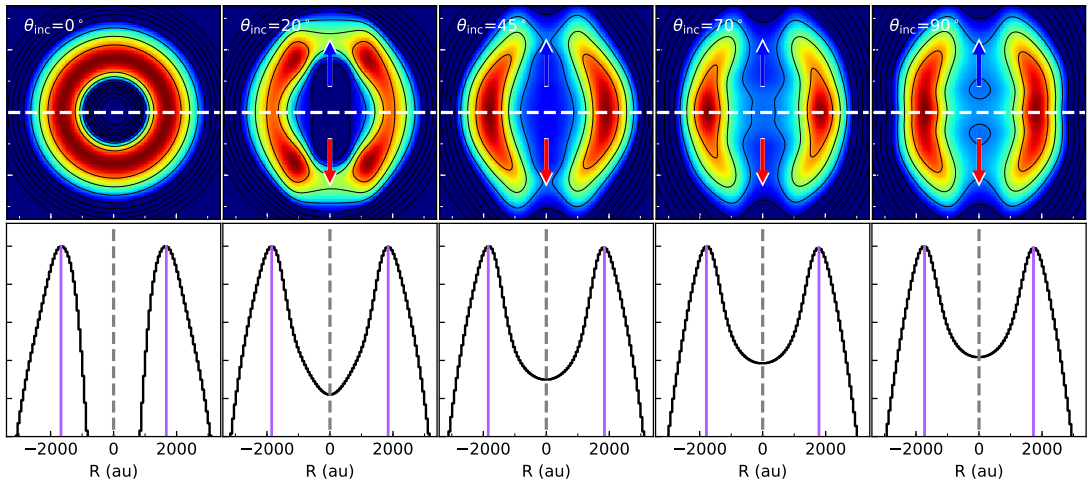 θinc=0° θinc=20° θinc=45° θinc=70° θinc=90°
−2000 0 2000 −2000 0 2000 −2000 0 2000 −2000 0 2000 −2000 0 2000
R (au) R (au) R (au) R (au) R (au)